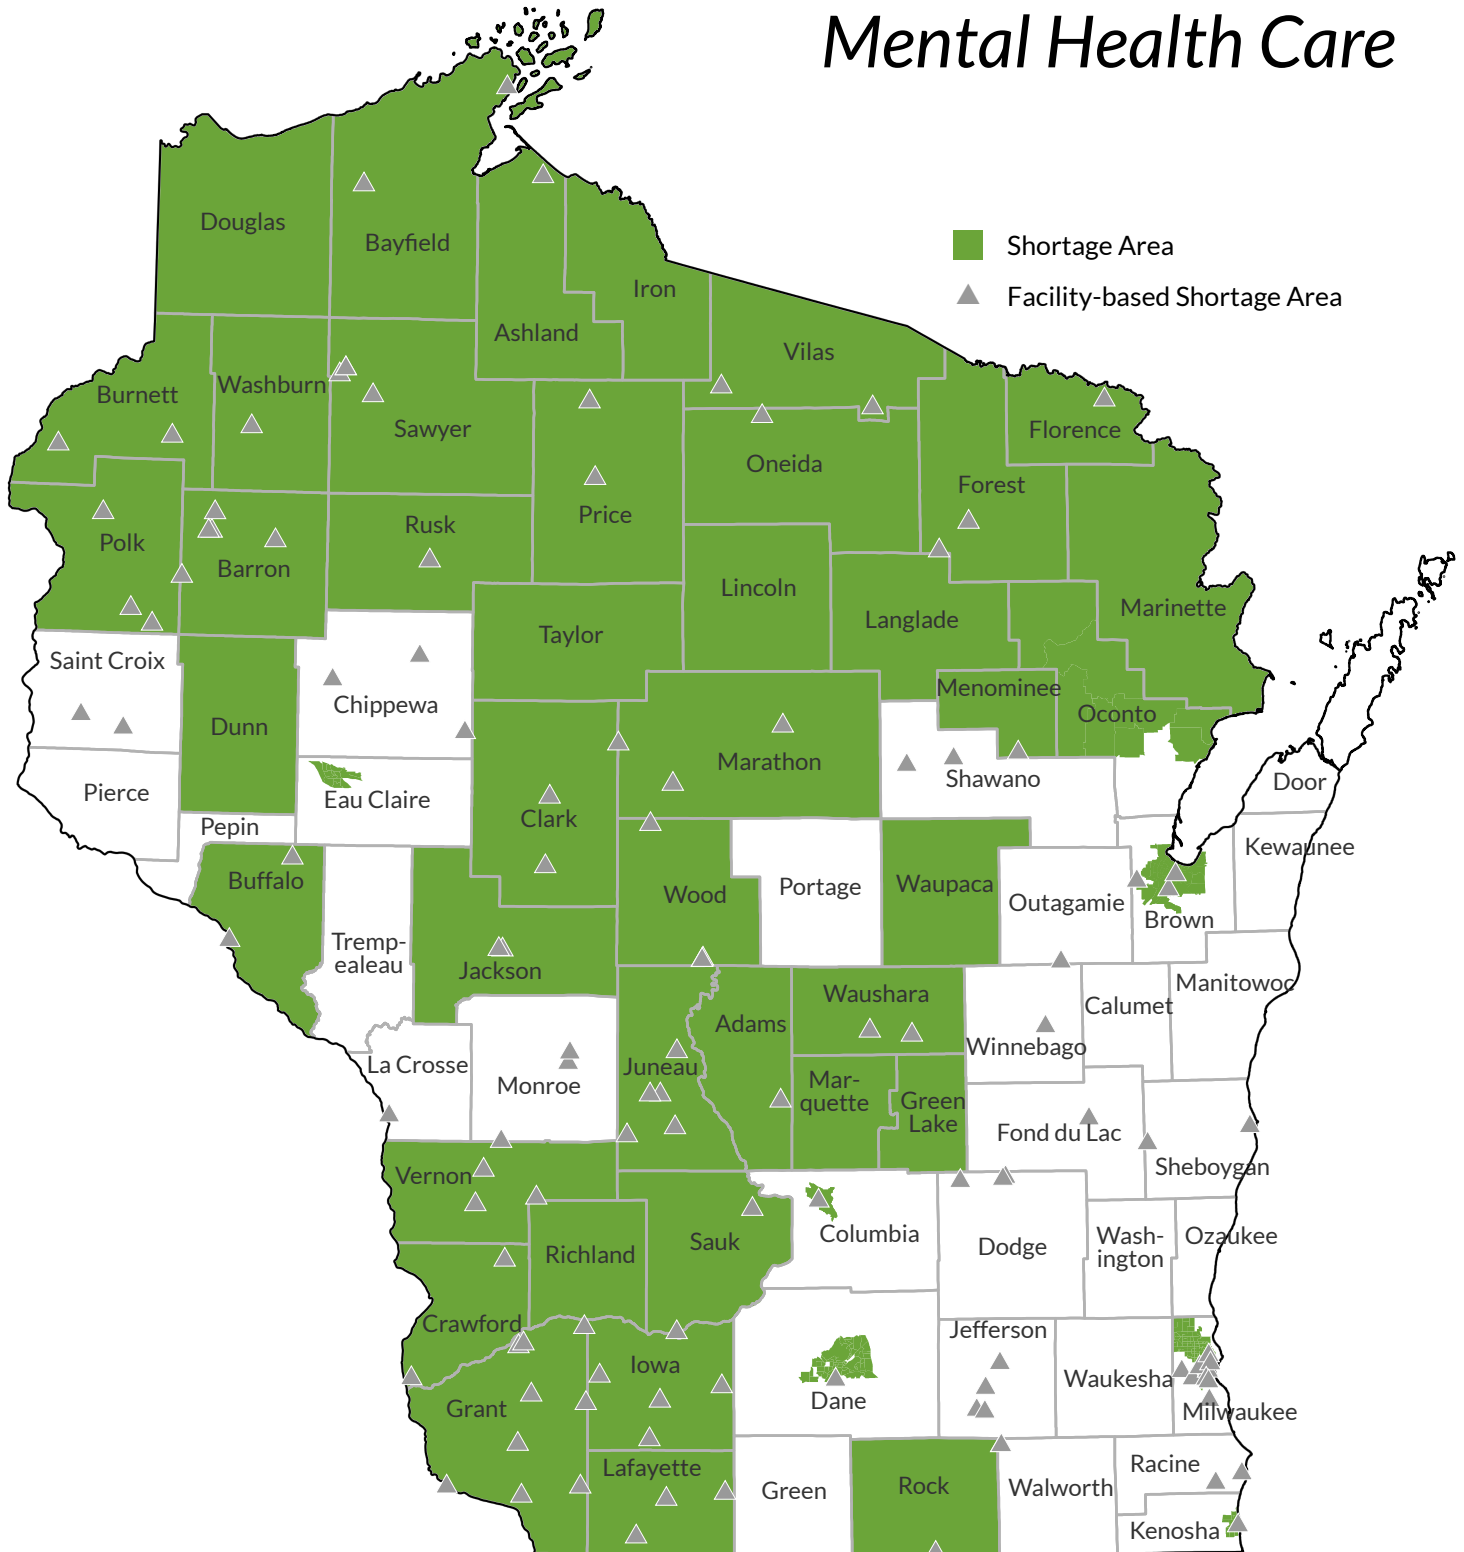 Mental Health Care
Shortage Area
Facility-based Shortage Area
Douglas
Bayfield
Iron
Ashland
Vilas
Burnett
Washburn
Sawyer
Florence
Oneida
Forest
Price
Rusk
Polk
Barron
Lincoln
Marinette
Langlade
Taylor
Saint Croix
Menominee
Chippewa
Oconto
Dunn
Marathon
Shawano
Door
Pierce
Eau Claire
Clark
Pepin
Kewaunee
Buffalo
Wood
Portage
Waupaca
Outagamie
Brown
Tremp-
ealeau
Jackson
Manitowoc
Waushara
Calumet
Adams
Winnebago
La Crosse
Juneau
Monroe
Mar-
quette
Green
Lake
Fond du Lac
Sheboygan
Vernon
Columbia
Sauk
Richland
Dodge
Wash-
ington
Ozaukee
Crawford
Jefferson
Iowa
Waukesha
Dane
Grant
Milwaukee
Lafayette
Racine
Rock
Walworth
Green
Kenosha